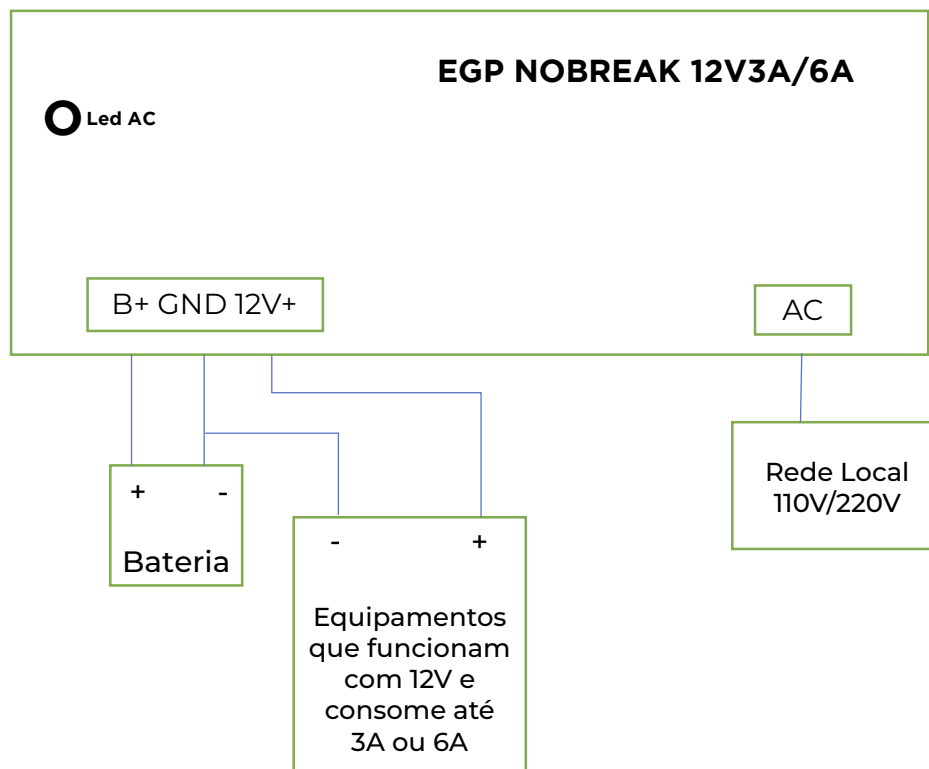 EGP NOBREAK 12V3A/6A
Led AC
B+ GND 12V+
AC
+ -
Bateria
- +
Equipamentos
que funcionam
com 12V e
consome até
3A ou 6A
Rede Local
110V/220V